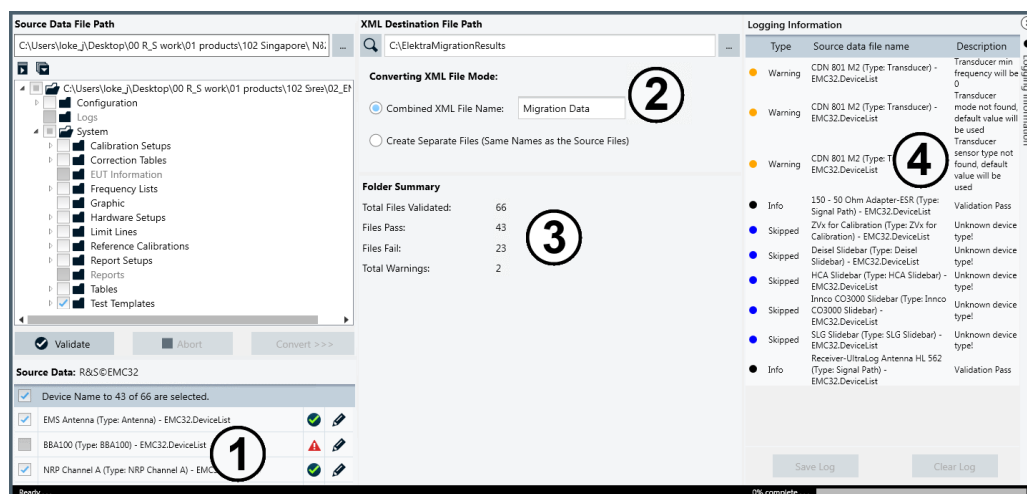 Source Data File Path
C:\Users\loke_j\Desktop\00 R_S work\01 products\102 Singapore\
...
C:\Users\loke_j\Desktop\00 R_S work\01 products\102
Configuration
Logs
System
Calibration Setups
Correction Tables
EUT Information
Frequency Lists
Graphic
Hardware Setups
Limit Lines
Reference Calibrations
Report Setups
Reports
Tables
Test Templates
Validate
Abort
Convert >>>
Source Data: R&S©EMC32
Device Name to 43 of 66 are selected.
EMS Antenna (Type: Antenna) - EMC32.DeviceList
BBA100 (Type: BBA100) - EMC32.DeviceList
NRP Channel A (Type: NRP Channel A) -
1
XML Destination File Path
C:\ElektraMigrationResults
...
Converting XML File Mode:
Combined XML File Name:
Migration Data
2
Create Separate Files (Same Names as the Source Files)
Folder Summary
Total Files Validated: 66
Files Pass: 43
Files Fail: 23
Total Warnings: 2
3
Logging Information
Type Source data file name Description
Warning CDN 801 M2 (Type: Transducer) - Transducer min
EMC32.DeviceList frequency will be
0
Warning CDN 801 M2 (Type: Transducer) - Transducer
EMC32.DeviceList mode not found,
default value will
be used
Warning CDN 801 M2 (Type: Transducer
EMC32.DeviceList sensor type not
found, default
value will be
used
4
Info 150 - 50 Ohm Adapter-ESR (Type: Validation Pass
Signal Path) - EMC32.DeviceList
Skipped ZVx for Calibration (Type: ZVx for Unknown device
Calibration) - EMC32.DeviceList type!
Skipped Deisel Slidebar (Type: Deisel Unknown device
Slidebar) - EMC32.DeviceList type!
Skipped HCA Slidebar (Type: HCA Slidebar) - Unknown device
EMC32.DeviceList type!
Skipped Innco CO3000 Slidebar (Type: Innco Unknown device
CO3000 Slidebar) - type!
EMC32.DeviceList
Skipped SLG Slidebar (Type: SLG Slidebar) - Unknown device
EMC32.DeviceList type!
Info Receiver-UltraLog Antenna HL 562 Validation Pass
(Type: Signal Path) -
EMC32.DeviceList
Save Log
Clear Log
Logging Information
Ready
0% complete